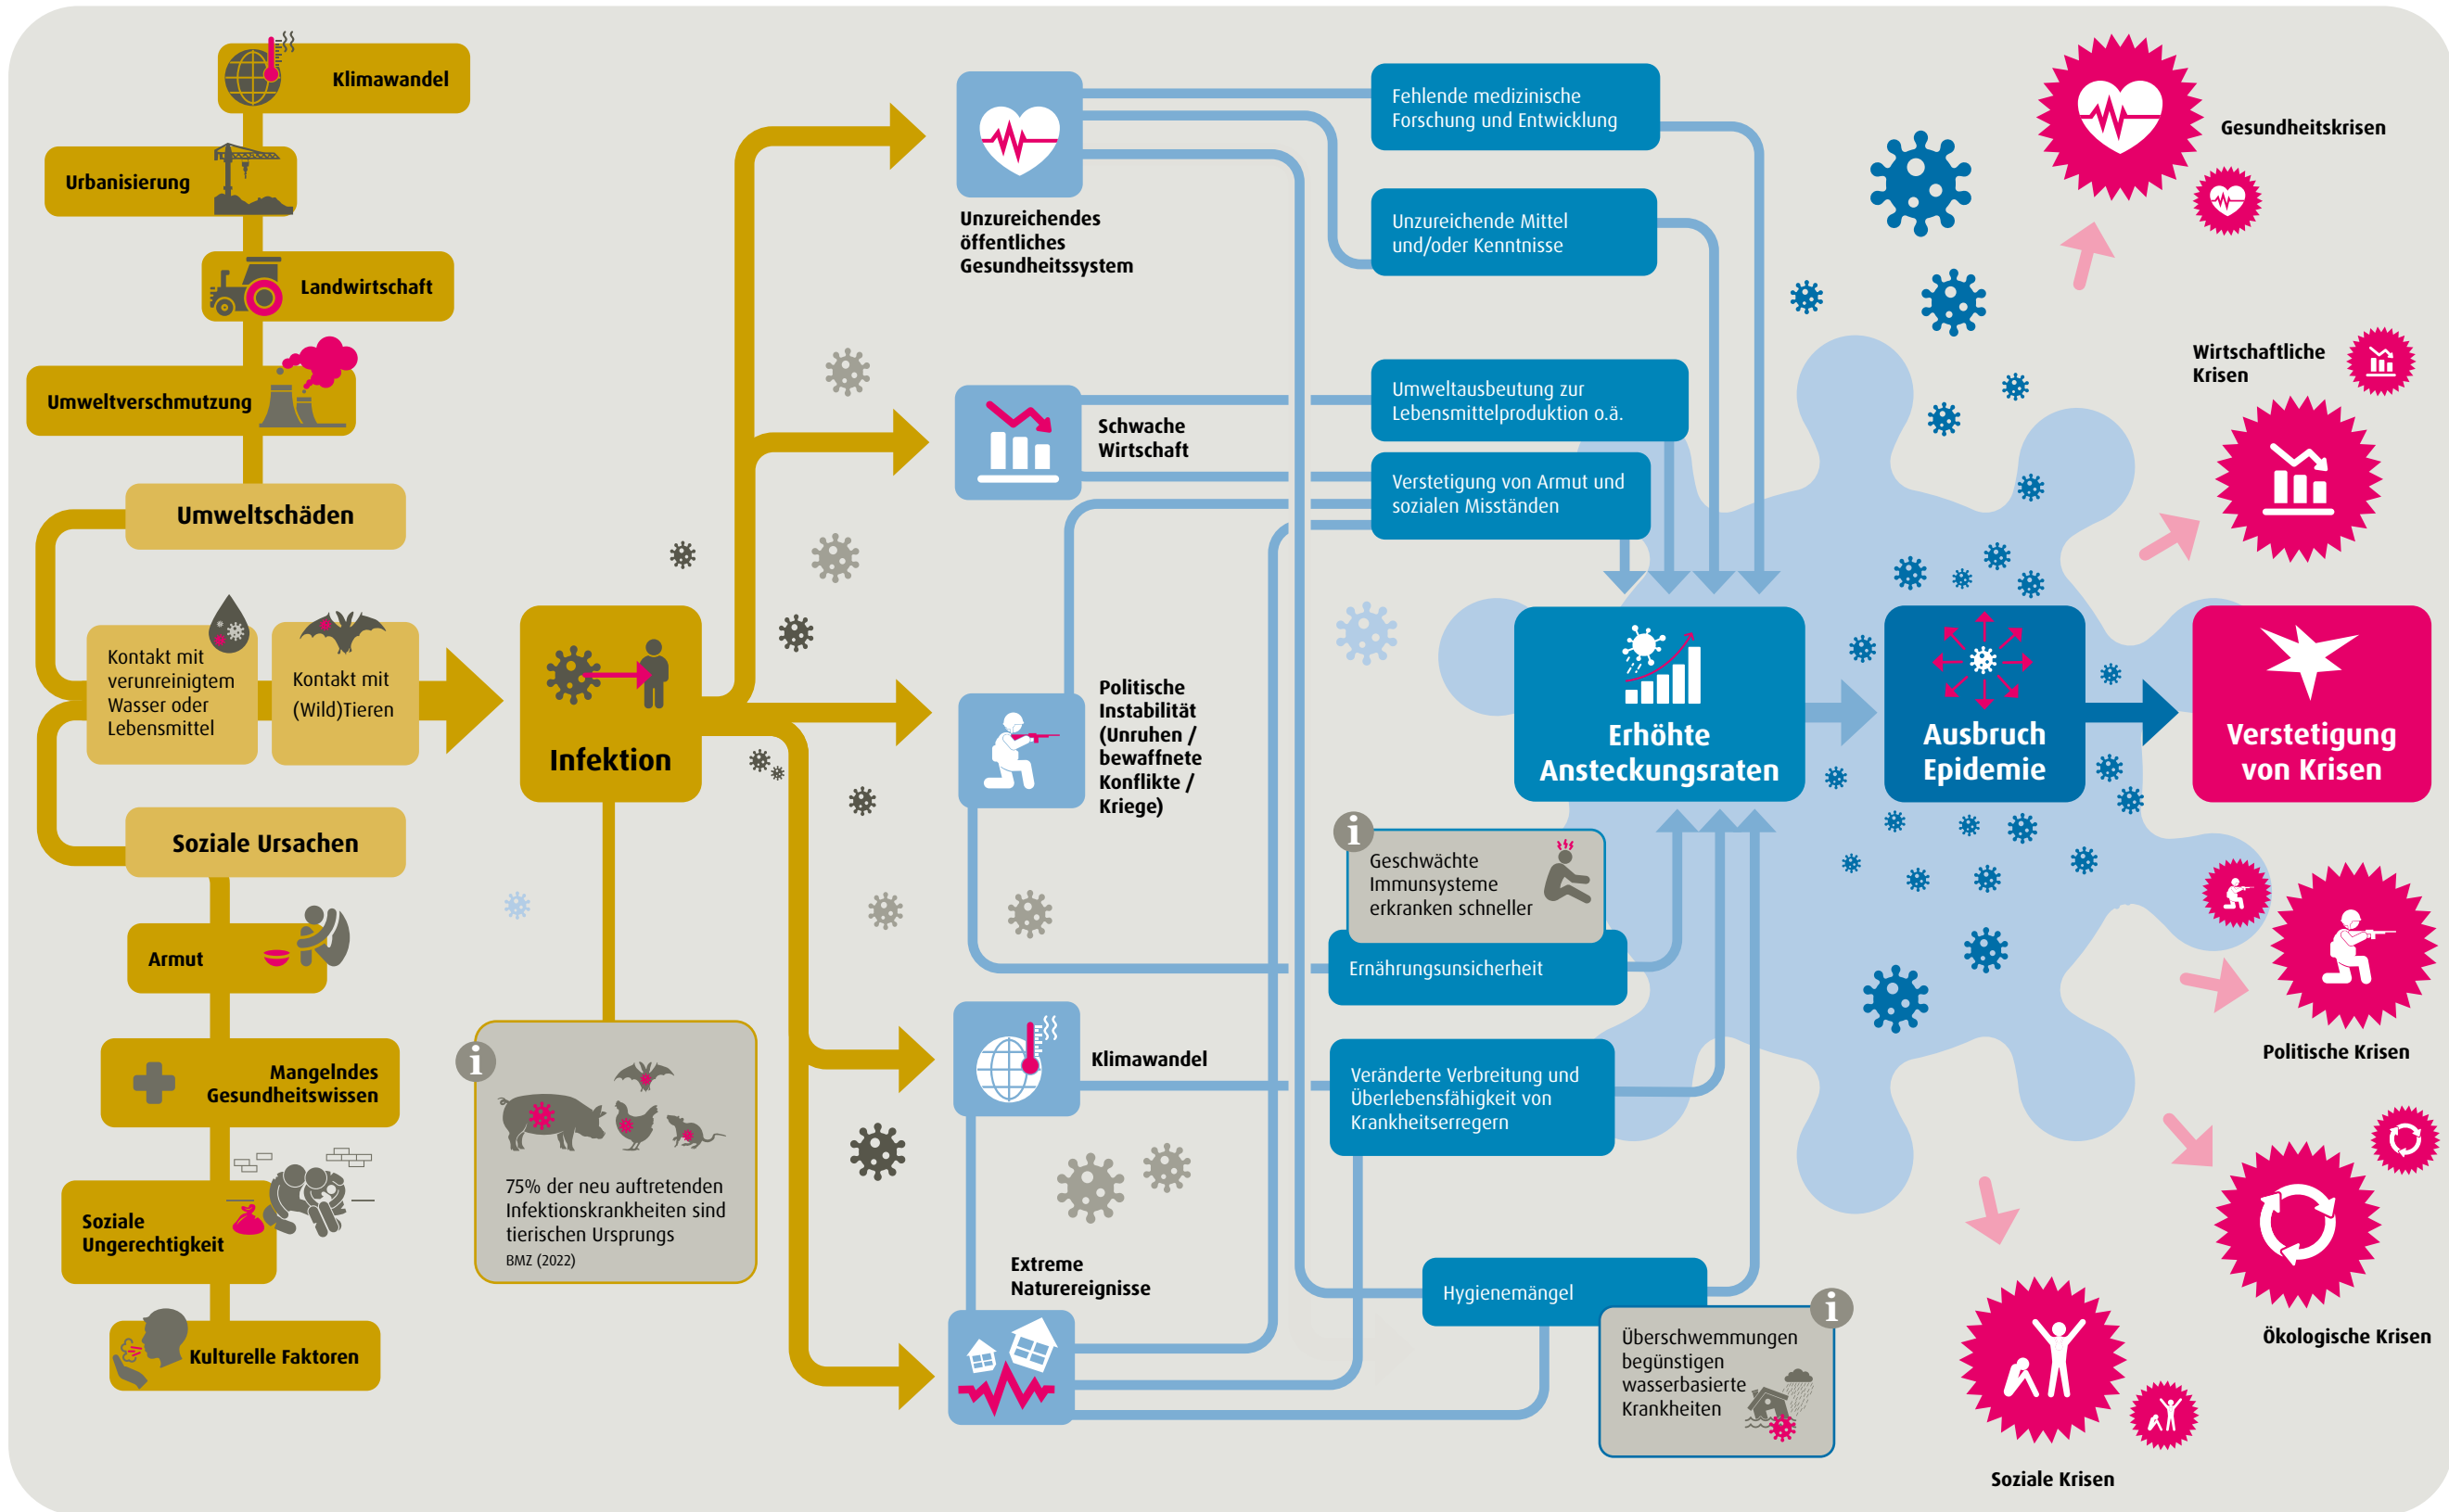 Klimawandel
Urbanisierung
Landwirtschaft
Umweltverschmutzung
Umweltschäden
Kontakt mit
verunreinigtem
Wasser oder
Lebensmittel
Kontakt mit
(Wild)Tieren
Soziale Ursachen
Armut
Mangelndes
Gesundheitswissen
Soziale
Ungerechtigkeit
Kulturelle Faktoren
Infektion
i
75% der neu auftretenden
Infektionskrankheiten sind
tierischen Ursprungs
BMZ (2022)
Unzureichendes
öffentliches
Gesundheitssystem
Schwache
Wirtschaft
Politische
Instabilität
(Unruhen /
bewaffnete
Konflikte /
Kriege)
Klimawandel
Extreme
Naturereignisse
Fehlende medizinische
Forschung und Entwicklung
Unzureichende Mittel
und/oder Kenntnisse
Umweltausbeutung zur
Lebensmittelproduktion o.ä.
Verstetigung von Armut und
sozialen Misständen
Erhöhte
Ansteckungsraten
i
Geschwächte
Immunsysteme
erkranken schneller
Ernährungsunsicherheit
Veränderte Verbreitung und
Überlebensfähigkeit von
Krankheitserregern
Hygienemängel
i
Überschwemmungen
begünstigen
wasserbasierte
Krankheiten
Ausbruch
Epidemie
Verstetigung
von Krisen
Gesundheitskrisen
Wirtschaftliche
Krisen
Politische Krisen
Ökologische Krisen
Soziale Krisen